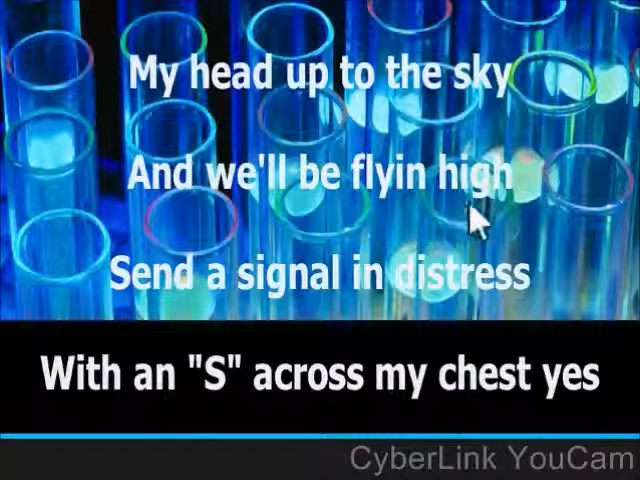 My head up to the sky
And we'll be flyin high
Send a signal in distress
With an "S" across my chest yes
CyberLink YouCam